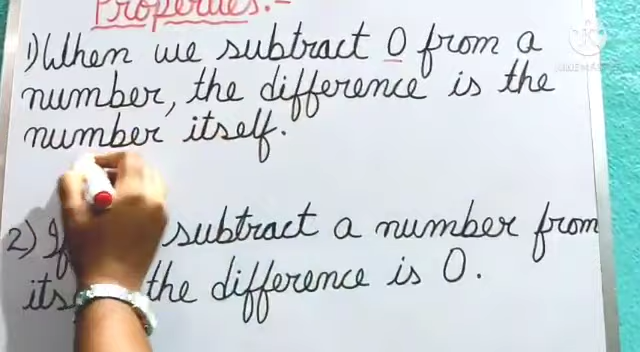 Properties:-
1) When we subtract 0 from a
number, the difference is the
number itself.
2) If subtract a number from
the difference is 0.